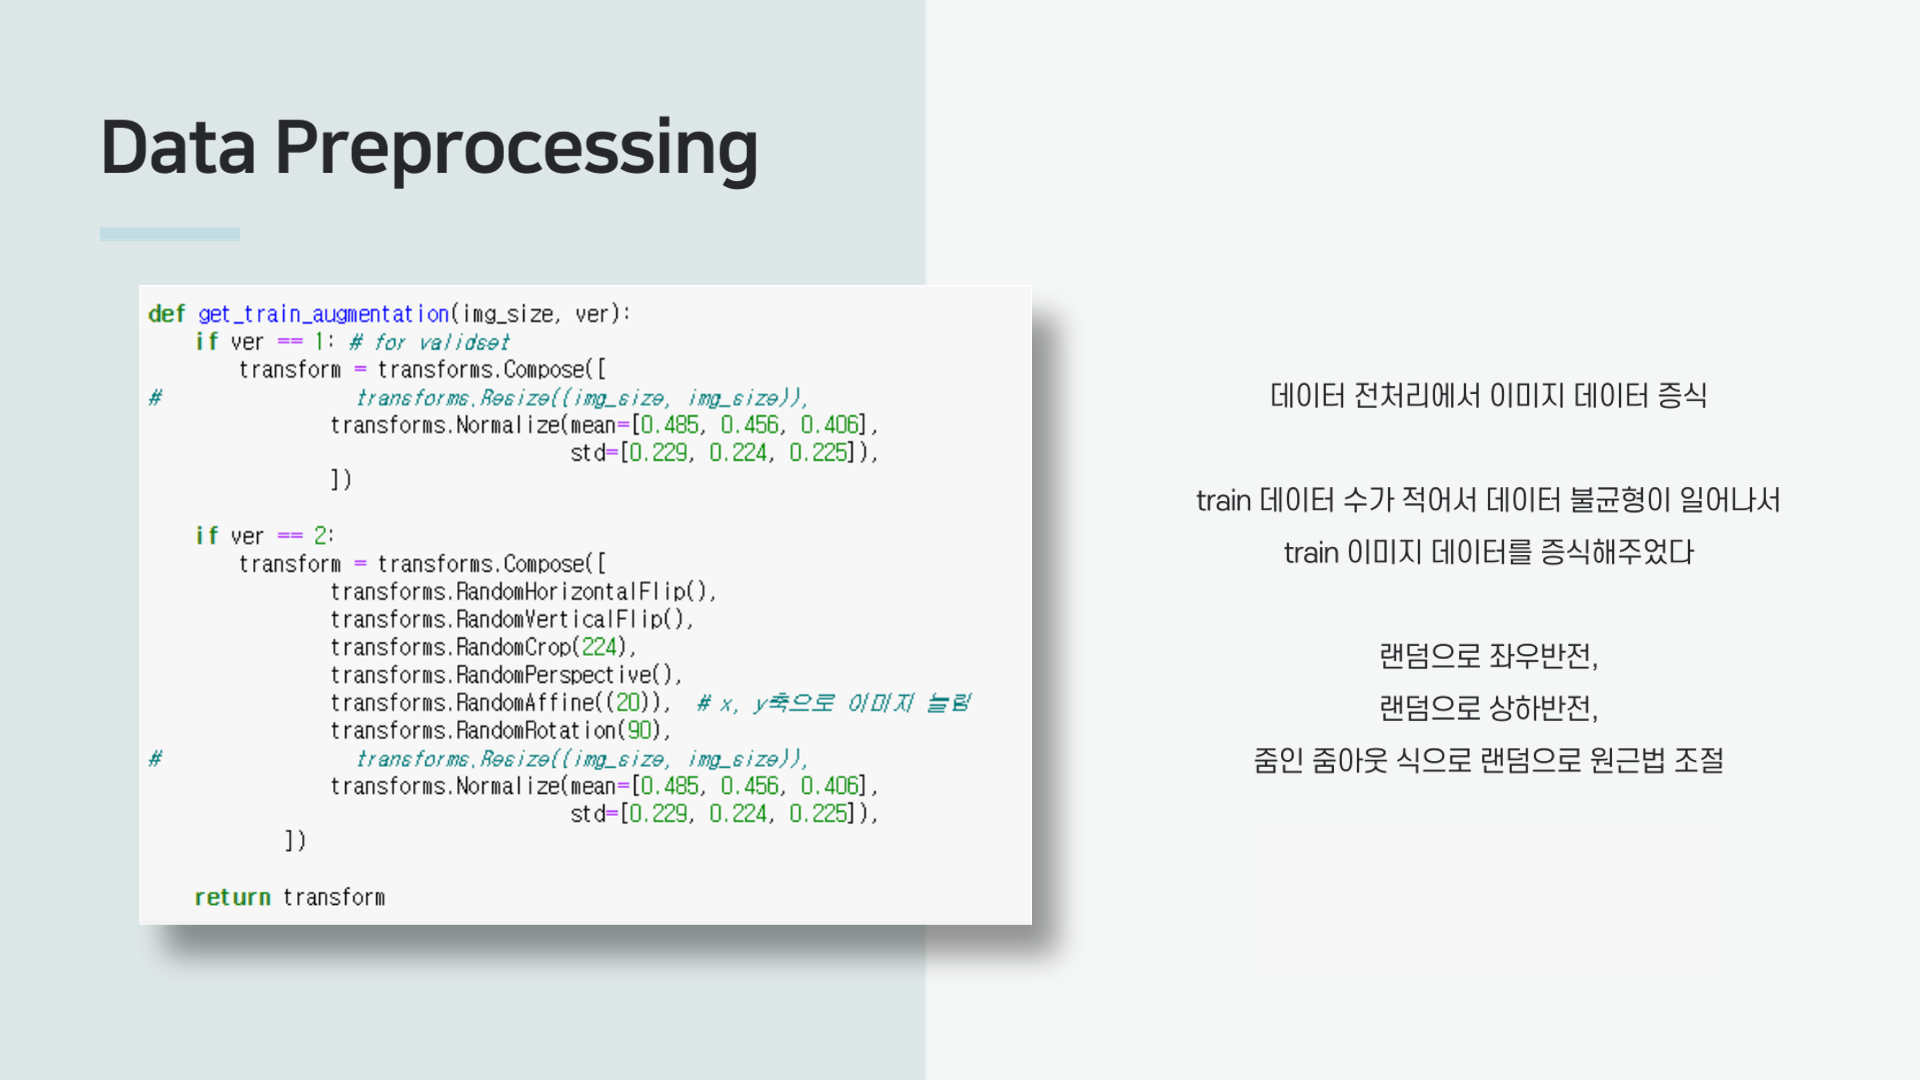 Data Preprocessing
def get_train_augmentation(img_size, ver):
    if ver == 1: # for validset
        transform = transforms.Compose([
#                 transforms.Resize((img_size, img_size)),
                transforms.Normalize(mean=[0.485, 0.456, 0.406],
                                     std=[0.229, 0.224, 0.225]),
                ])
    if ver == 2:
        transform = transforms.Compose([
                transforms.RandomHorizontalFlip(),
                transforms.RandomVerticalFlip(),
                transforms.RandomCrop(224),
                transforms.RandomPerspective(),
                transforms.RandomAffine((20)),  # x, y축으로 이미지 늘림
                transforms.RandomRotation(90),
#                 transforms.Resize((img_size, img_size)),
                transforms.Normalize(mean=[0.485, 0.456, 0.406],
                                     std=[0.229, 0.224, 0.225]),
            ])
    return transform
데이터 전처리에서 이미지 데이터 증식
train 데이터 수가 적어서 데이터 불균형이 일어나서
train 이미지 데이터를 증식해주었다
랜덤으로 좌우반전,
랜덤으로 상하반전,
줌인 줌아웃 식으로 랜덤으로 원근법 조절